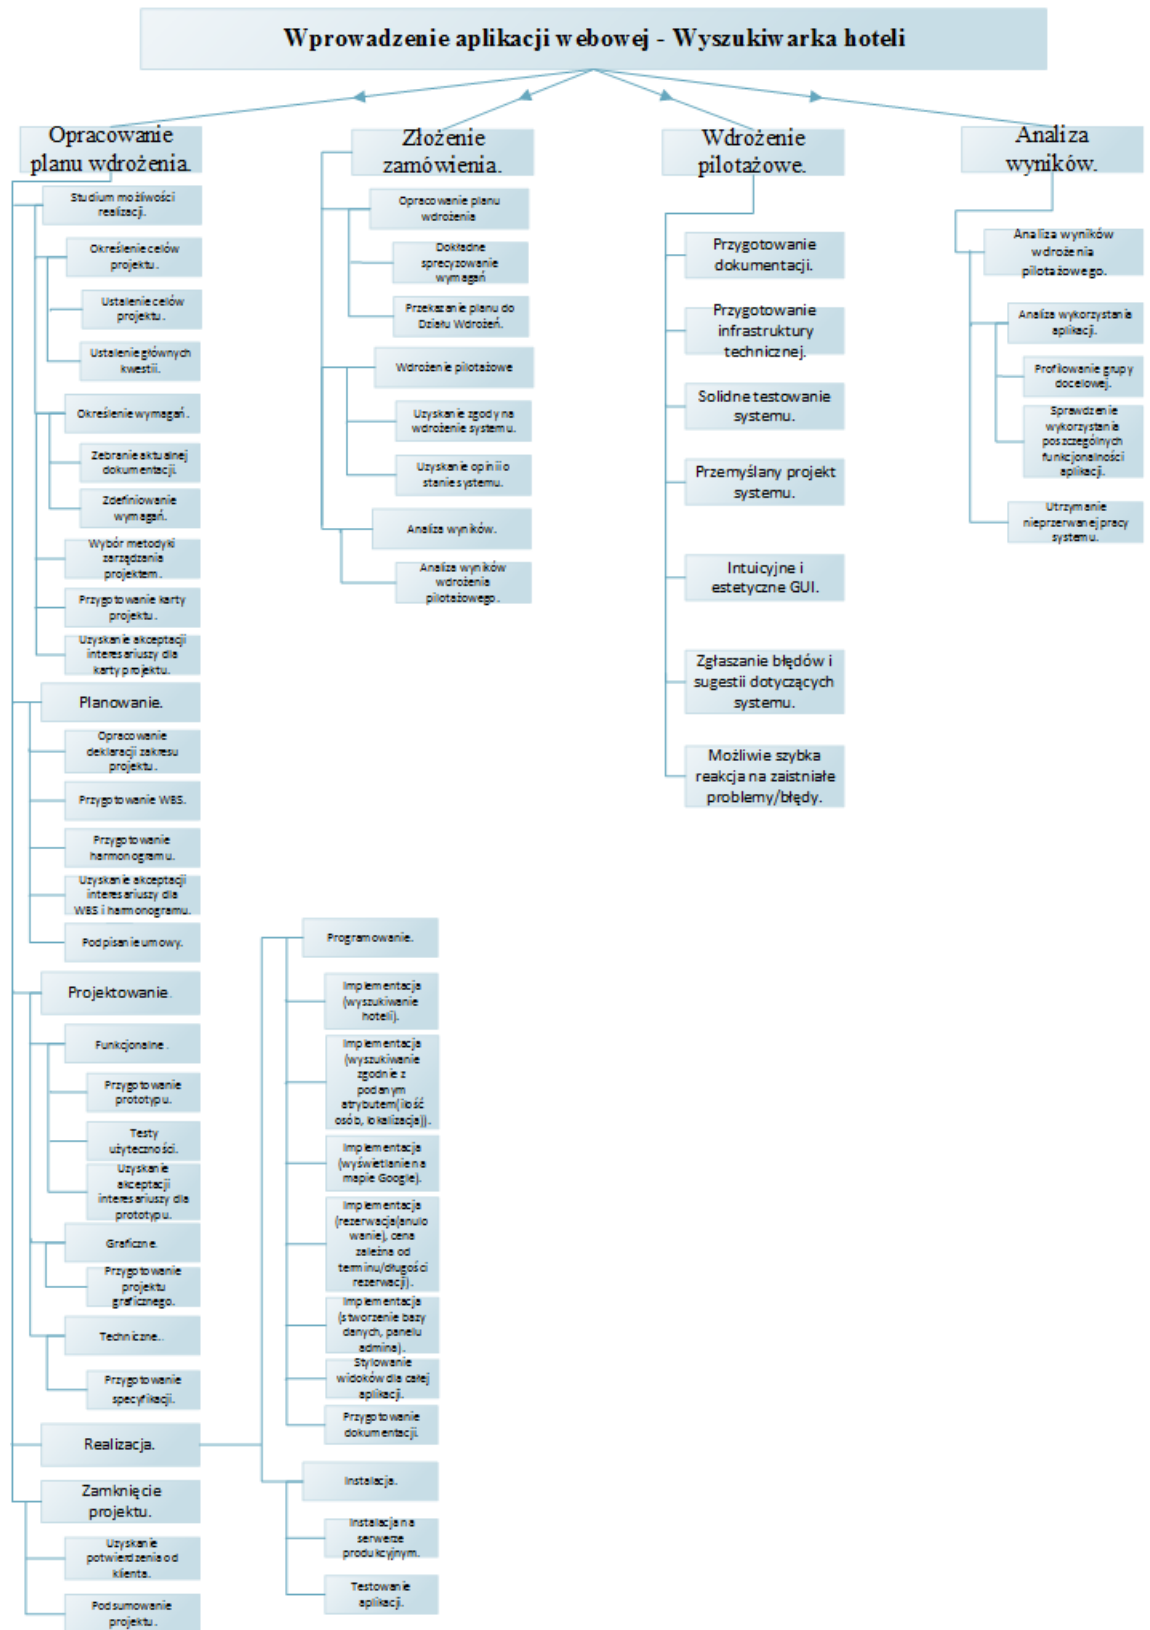 Wprowadzenie aplikacji webowej - Wyszukiwarka hoteli
Opracowanie
planu wdrożenia.
Studium możliwości
realizacji.
Określenie celów
projektu.
Ustalenie celów
projektu.
Ustalenie głównych
kwestii.
Określenie wymagań.
Zebranie aktualnej
dokumentacji.
Zdefiniowanie
wymagań.
Wybór metodyki
zarządzania
projektem.
Przygotowanie karty
projektu.
Uzyskanie akceptacji
interesariuszy dla
karty projektu.
Planowanie.
Opracowanie
deklaracji zakresu
projektu.
Przygotowanie WBS.
Przygotowanie
harmonogramu.
Uzyskanie akceptacji
interesariuszy dla
WBS i harmonogramu.
Podpisanie umowy.
Projektowanie.
Funkcjonalne.
Przygotowanie
prototypu.
Testy
użyteczności.
Uzyskanie
akceptacji
interesariuszy dla
prototypu.
Graficzne.
Przygotowanie
projektu
graficznego.
Techniczne..
Przygotowanie
specyfikacji.
Realizacja.
Programowanie.
Implementacja
(wyszukiwanie
hoteli).
Implementacja
(wyszukiwanie
zgodnie z
podanym
atrybutem(ilość
osób, lokalizacja)).
Implementacja
(wyświetlanie na
mapie Google).
Implementacja
(rezerwacja(anulo
wanie), cena
zależna od
terminu/długości
rezerwacji).
Implementacja
(stworzenie bazy
danych, panelu
admina).
Stylowanie
widoków dla całej
aplikacji.
Przygotowanie
dokumentacji.
Instalacja.
Instalacja na
serwerze
produkcyjnym.
Testowanie
aplikacji.
Zamknięcie
projektu.
Uzyskanie
potwierdzenia od
klienta.
Podsumowanie
projektu.
Złożenie
zamówienia.
Opracowanie planu
wdrożenia
Dokładne
sprecyzowanie
wymagań
Przekazanie planu do
Działu Wdrożeń.
Wdrożenie pilotażowe
Uzyskanie zgody na
wdrożenie systemu.
Uzyskanie opinii o
stanie systemu.
Analiza wyników.
Analiza wyników
wdrożenia
pilotażowego.
Wdrożenie
pilotażowe.
Przygotowanie
dokumentacji.
Przygotowanie
infrastruktury
technicznej.
Solidne testowanie
systemu.
Przemyślany projekt
systemu.
Intuicyjne i
estetyczne GUI.
Zgłaszanie błędów i
sugestii dotyczących
systemu.
Możliwie szybka
reakcja na zaistniałe
problemy/błędy.
Analiza
wyników.
Analiza wyników
wdrożenia
pilotażowego.
Analiza wykorzystania
aplikacji.
Profilowanie grupy
docelowej.
Sprawdzenie
wykorzystania
poszczególnych
funkcjonalności
aplikacji.
Utrzymanie
nieprzerwanej pracy
systemu.